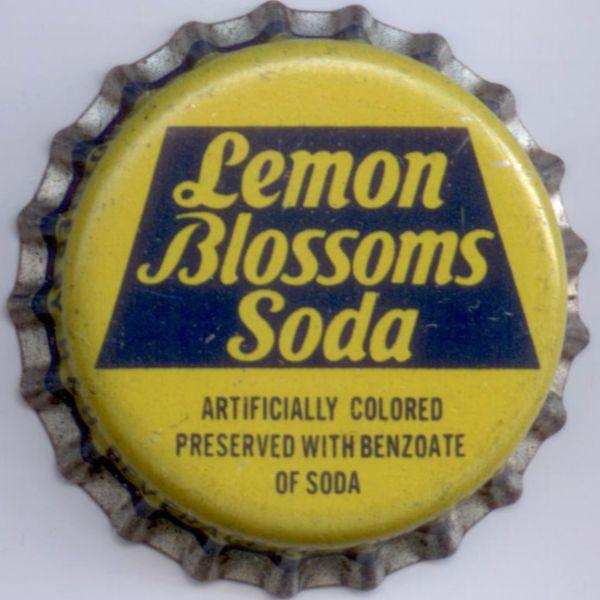 Lemon
Blossoms
Soda
ARTIFICIALLY COLORED
PRESERVED WITH BENZOATE
OF SODA